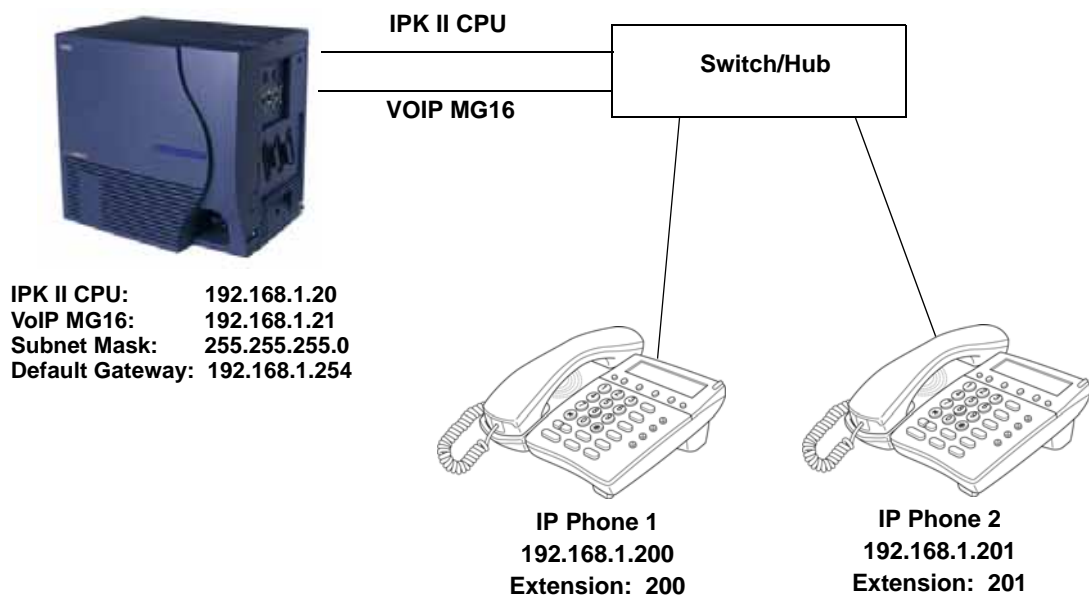 IPK II CPU
Switch/Hub
VOIP MG16
IPK II CPU: 192.168.1.20
VoIP MG16: 192.168.1.21
Subnet Mask: 255.255.255.0
Default Gateway: 192.168.1.254
IP Phone 1
192.168.1.200
Extension: 200
IP Phone 2
192.168.1.201
Extension: 201